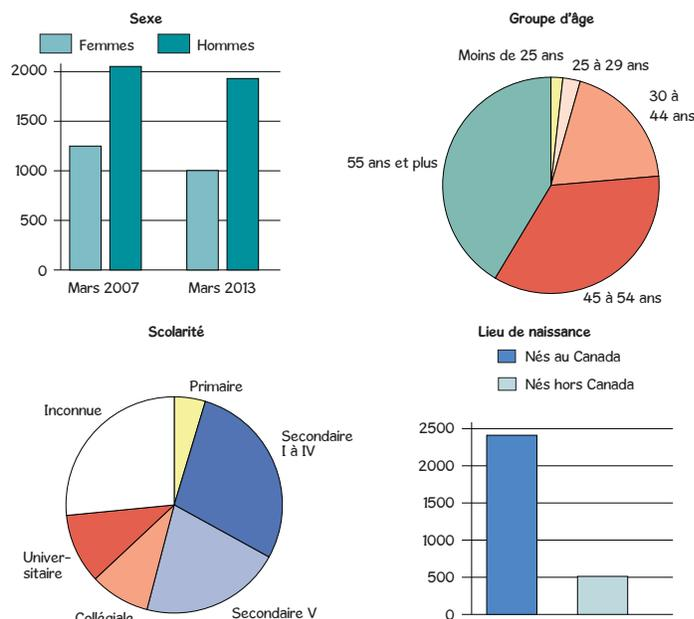 Sexe
Femmes
Hommes
2000
1500
1000
500
0
Mars 2007
Mars 2013
Groupe d'âge
Moins de 25 ans
25 à 29 ans
30 à
44 ans
55 ans et plus
45 à 54 ans
Scolarité
Primaire
Inconnue
Secondaire
I à IV
Univer-
sitaire
Collégiale
Secondaire V
Lieu de naissance
Nés au Canada
Nés hors Canada
2500
2000
1500
1000
500
0